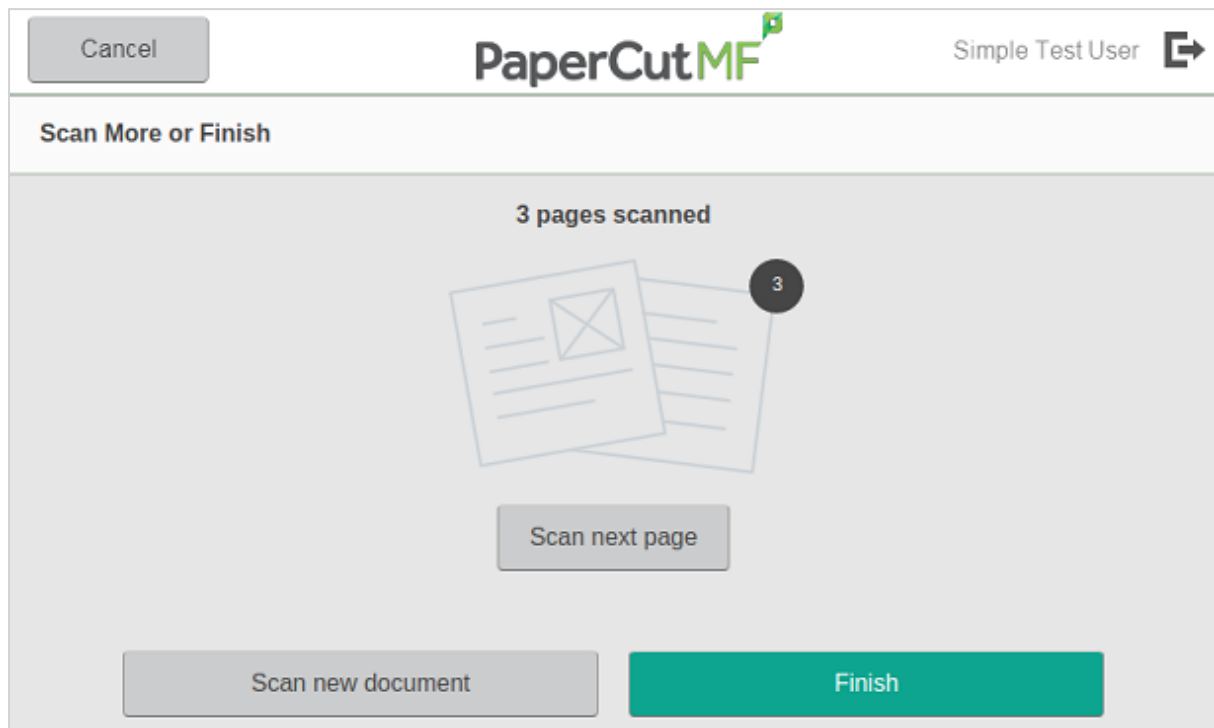 Cancel
PaperCutMF
Simple Test User
Scan More or Finish
3 pages scanned
3
Scan next page
Scan new document
Finish